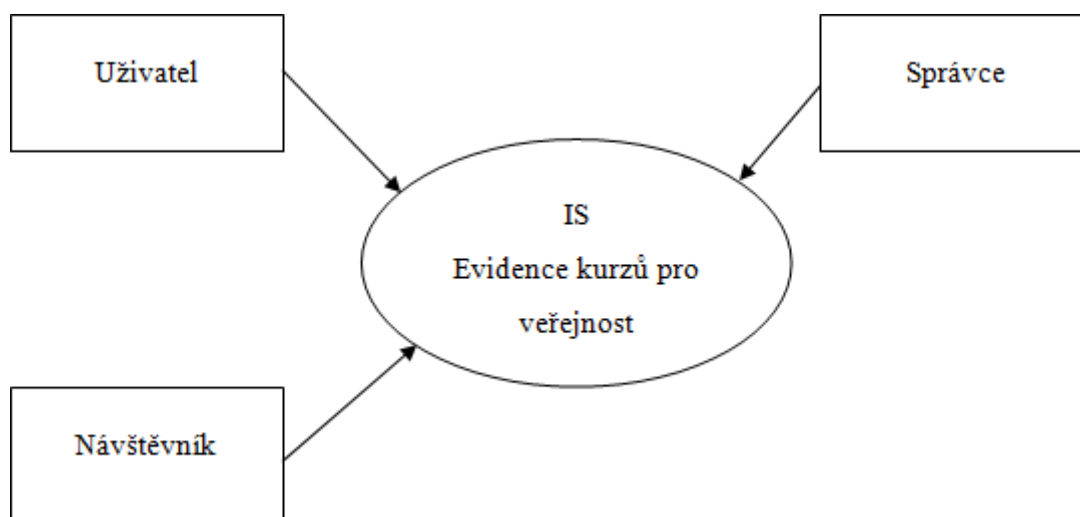 Uživatel
Správce
IS
Evidence kurzů pro
veřejnost
Návštěvník